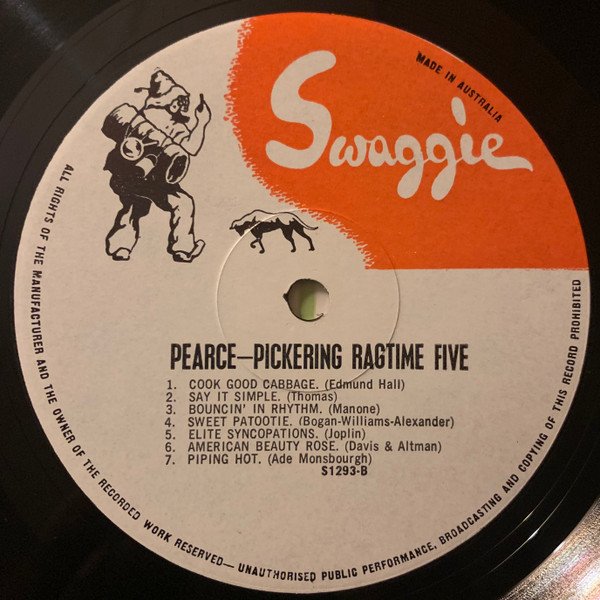 Swaggie
MADE IN AUSTRALIA
PEARCE—PICKERING RAGTIME FIVE
1. COOK GOOD CABBAGE. (Edmund Hall)
2. SAY IT SIMPLE. (Thomas)
3. BOUNCIN' IN RHYTHM. (Manone)
4. SWEET PATOOTIE. (Bogan-Williams-Alexander)
5. ELITE SYNCOPATIONS. (Joplin)
6. AMERICAN BEAUTY ROSE. (Davis & Altman)
7. PIPING HOT. (Ade Monsbourgh)
S1293-B
ALL RIGHTS OF THE MANUFACTURER AND THE OWNER OF THE RECORDED WORK RESERVED— UNAUTHORISED PUBLIC PERFORMANCE, BROADCASTING AND COPYING OF THIS RECORD PROHIBITED